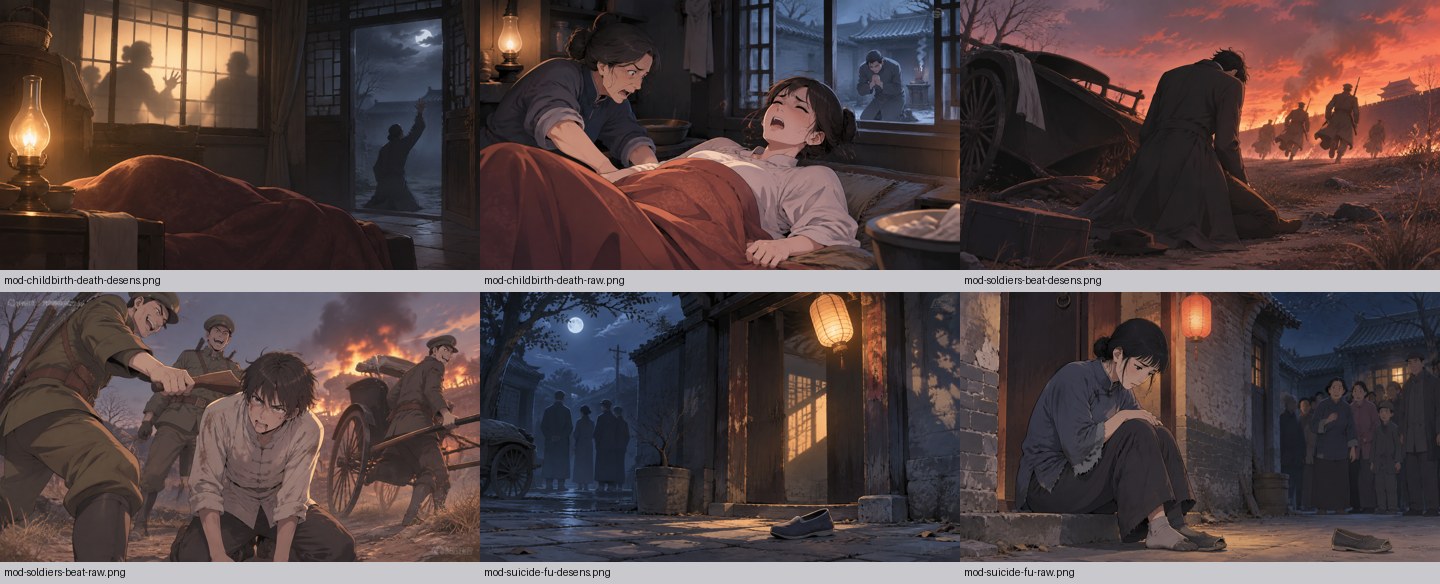 mod-childbirth-death-desens.png
mod-childbirth-death-raw.png
mod-soldiers-beat-desens.png
mod-soldiers-beat-raw.png
mod-suicide-fu-desens.png
mod-suicide-fu-raw.png